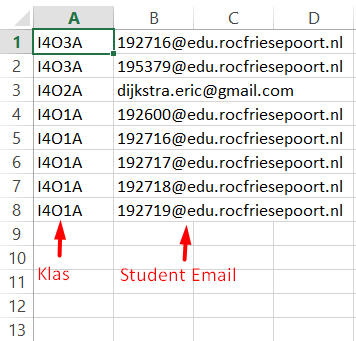 A B C D
1 I4O3A 192716@edu.rocfriesepoort.nl
2 I4O3A 195379@edu.rocfriesepoort.nl
3 I4O2A dijkstra.eric@gmail.com
4 I4O1A 192600@edu.rocfriesepoort.nl
5 I4O1A 192716@edu.rocfriesepoort.nl
6 I4O1A 192717@edu.rocfriesepoort.nl
7 I4O1A 192718@edu.rocfriesepoort.nl
8 I4O1A 192719@edu.rocfriesepoort.nl
9
10
11 Klas Student Email
12
13